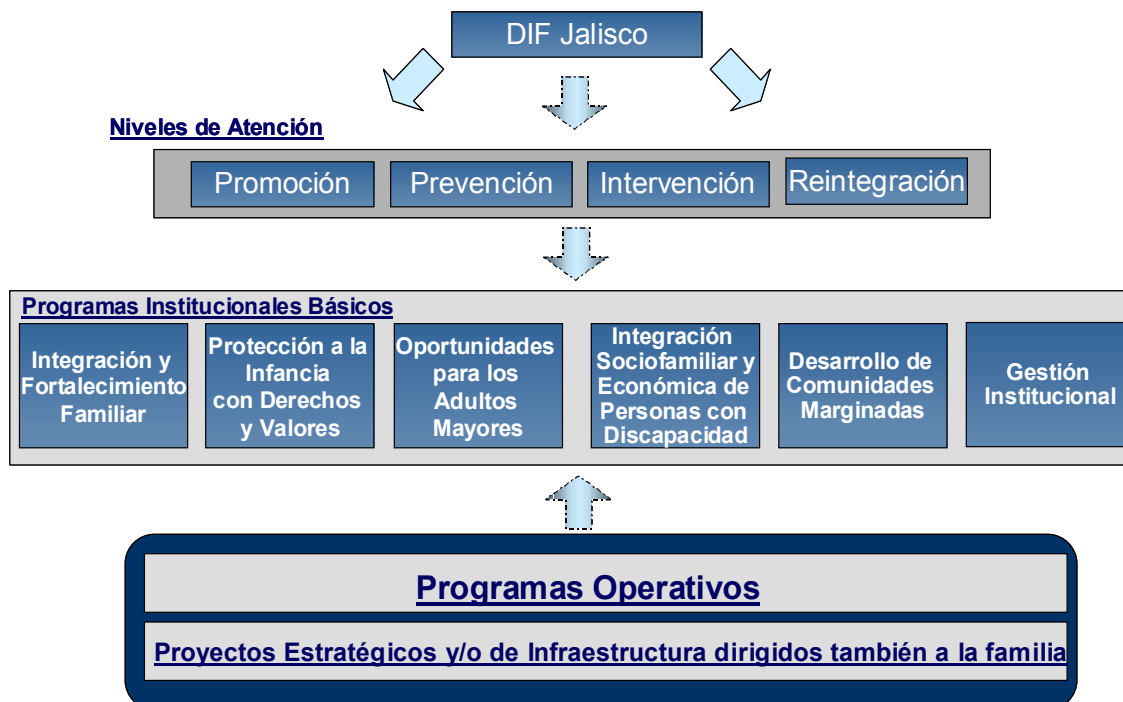 DIF Jalisco
Niveles de Atención
Promoción
Prevención
Intervención
Reintegración
Programas Institucionales Básicos
Integración y
Fortalecimiento
Familiar
Protección a la
Infancia
con Derechos
y Valores
Oportunidades
para los
Adultos
Mayores
Integración
Sociofamiliar y
Económica de
Personas con
Discapacidad
Desarrollo de
Comunidades
Marginadas
Gestión
Institucional
Programas Operativos
Proyectos Estratégicos y/o de Infraestructura dirigidos también a la familia